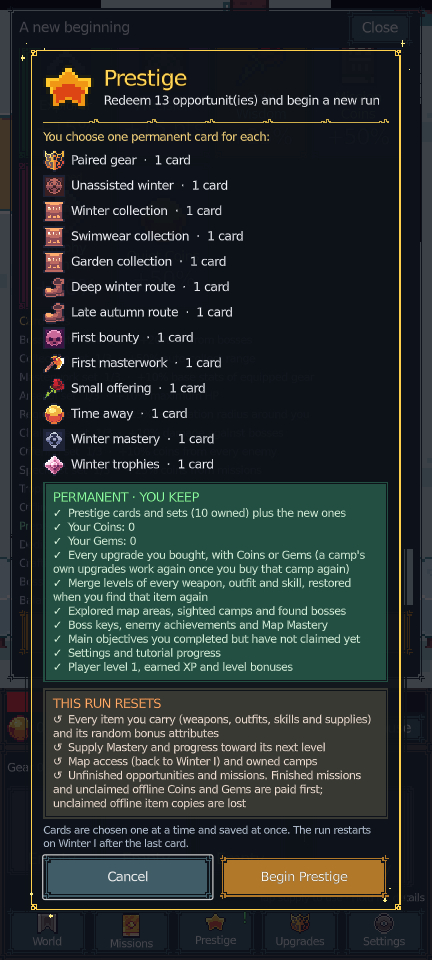 A new beginning
Close
Prestige
Redeem 13 opportunit(ies) and begin a new run
You choose one permanent card for each:
Paired gear · 1 card
Unassisted winter · 1 card
Winter collection · 1 card
Swimwear collection · 1 card
Garden collection · 1 card
Deep winter route · 1 card
Late autumn route · 1 card
First bounty · 1 card
First masterwork · 1 card
Small offering · 1 card
Time away · 1 card
Winter mastery · 1 card
Winter trophies · 1 card
PERMANENT · YOU KEEP
✓ Prestige cards and sets (10 owned) plus the new ones
✓ Your Coins: 0
✓ Your Gems: 0
✓ Every upgrade you bought, with Coins or Gems (a camp's
own upgrades work again once you buy that camp again)
✓ Merge levels of every weapon, outfit and skill, restored
when you find that item again
✓ Explored map areas, sighted camps and found bosses
✓ Boss keys, enemy achievements and Map Mastery
✓ Main objectives you completed but have not claimed yet
✓ Settings and tutorial progress
✓ Player level 1, earned XP and level bonuses
THIS RUN RESETS
↺ Every item you carry (weapons, outfits, skills and supplies)
and its random bonus attributes
↺ Supply Mastery and progress toward its next level
↺ Map access (back to Winter I) and owned camps
↺ Unfinished opportunities and missions. Finished missions
and unclaimed offline Coins and Gems are paid first;
unclaimed offline item copies are lost
Cards are chosen one at a time and saved at once. The run restarts
on Winter I after the last card.
Cancel
Begin Prestige
World
Missions
Prestige
Upgrades
Settings